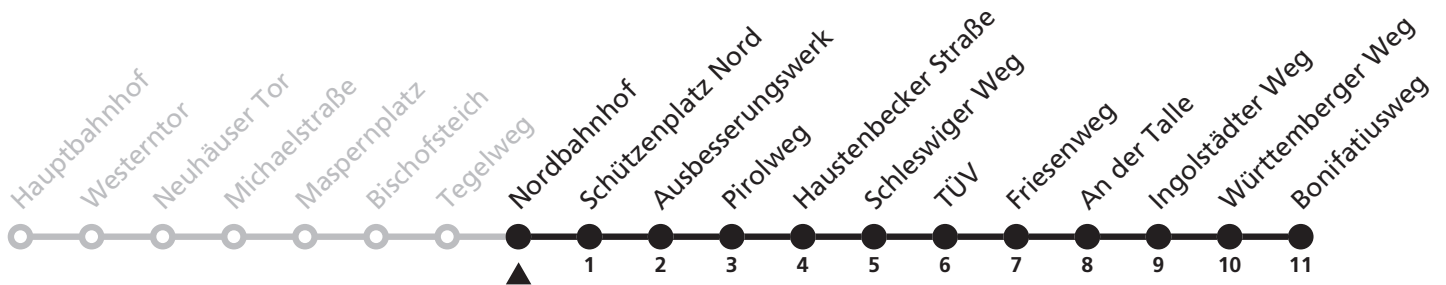 Hauptbahnhof
Westerntor
Neuhäuser Tor
Michaelstraße
Maspernplatz
Bischofsteich
Tegelweg
Nordbahnhof
Schützenplatz Nord
Ausbesserungswerk
Pirolweg
Haustenbecker Straße
Schleswiger Weg
TÜV
Friesenweg
An der Talle
Ingolstädter Weg
Württemberger Weg
Bonifatiusweg
1 2 3 4 5 6 7 8 9 10 11